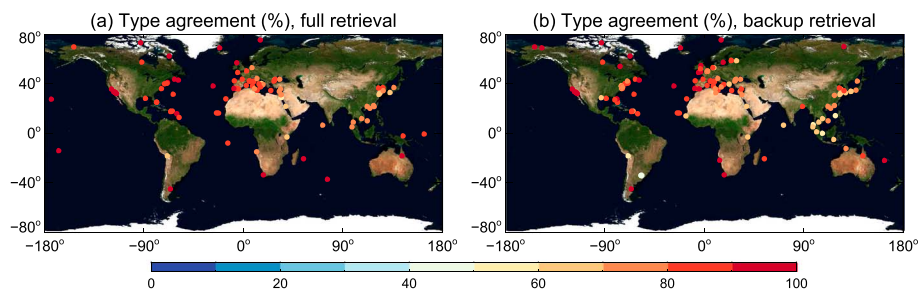 (a) Type agreement (%), full retrieval
(b) Type agreement (%), backup retrieval
80° 80°
40° 40°
0° 0°
−40° −40°
−80° −80°
−180° −90° 0° 90° 180° −180° −90° 0° 90° 180°
0 20 40 60 80 100